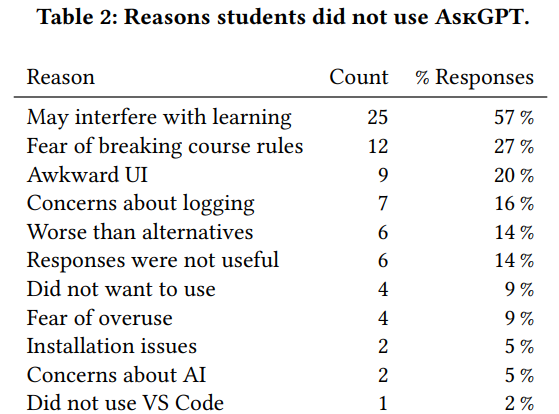 Table 2: Reasons students did not use AskGPT.
Reason Count % Responses
May interfere with learning 25 57 %
Fear of breaking course rules 12 27 %
Awkward UI 9 20 %
Concerns about logging 7 16 %
Worse than alternatives 6 14 %
Responses were not useful 6 14 %
Did not want to use 4 9 %
Fear of overuse 4 9 %
Installation issues 2 5 %
Concerns about AI 2 5 %
Did not use VS Code 1 2 %